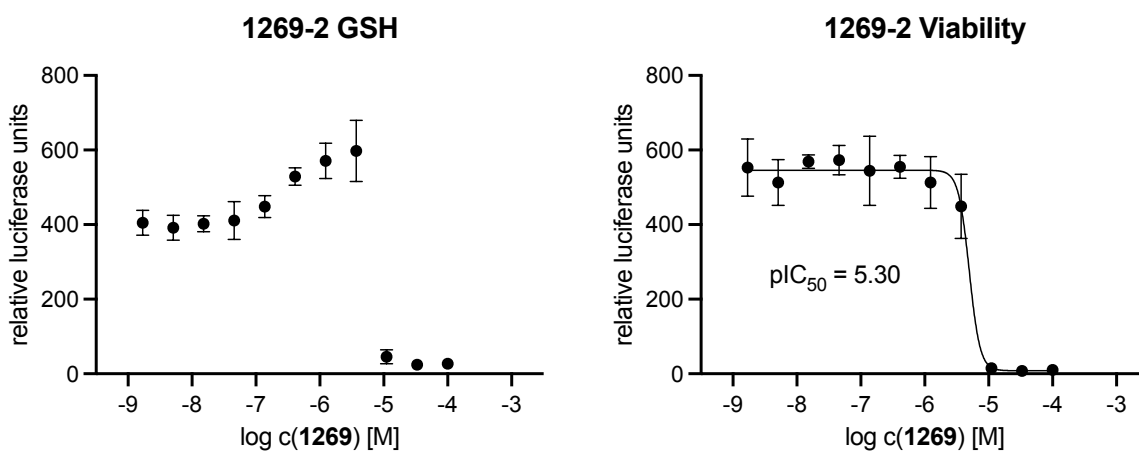 1269-2 GSH
relative luciferase units
800
600
400
200
0
-9 -8 -7 -6 -5 -4 -3
log c(1269) [M]
1269-2 Viability
relative luciferase units
800
600
400
200
0
pIC₅₀ = 5.30
-9 -8 -7 -6 -5 -4 -3
log c(1269) [M]